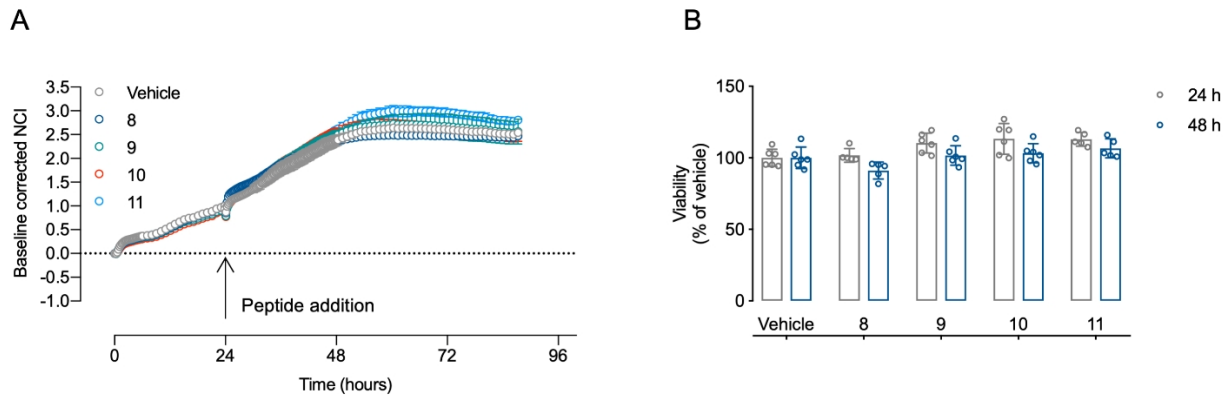 A
Baseline corrected NCI
3.5
3.0
2.5
2.0
1.5
1.0
0.5
0.0
-0.5
-1.0
Vehicle
8
9
10
11
Peptide addition
0 24 48 72 96
Time (hours)
B
Viability
(% of vehicle)
150
100
50
0
Vehicle 8 9 10 11
24 h
48 h